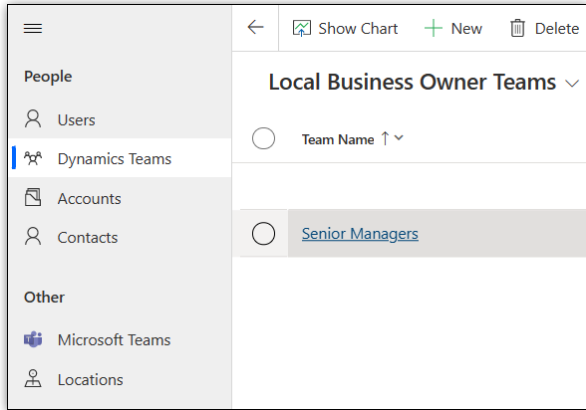 Show Chart New Delete
People
Local Business Owner Teams
Users
Team Name
Dynamics Teams
Accounts
Senior Managers
Contacts
Other
Microsoft Teams
Locations